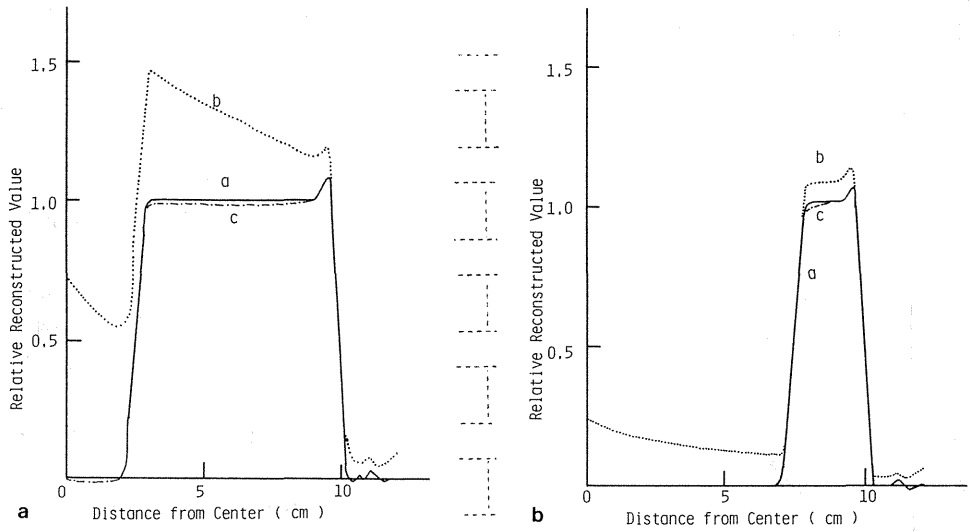 Relative Reconstructed Value
1.5
1.0
0.5
0
5
10
b
a
c
Distance from Center ( cm )
a
Relative Reconstructed Value
1.5
1.0
0.5
0
5
10
b
c
a
Distance from Center ( cm )
b